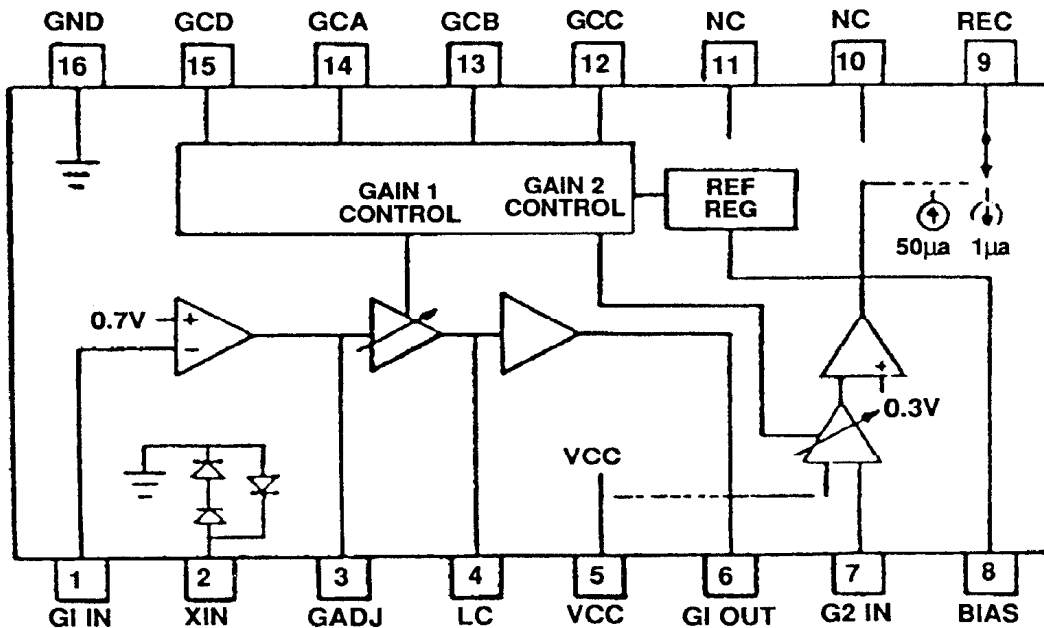 GND GCD GCA GCB GCC NC NC REC
16 15 14 13 12 11 10 9
GAIN 1
CONTROL
GAIN 2
CONTROL
REF
REG
50µa 1µa
0.7V
+
−
+
0.3V
VCC
1 2 3 4 5 6 7 8
GI IN XIN GADJ LC VCC GI OUT G2 IN BIAS